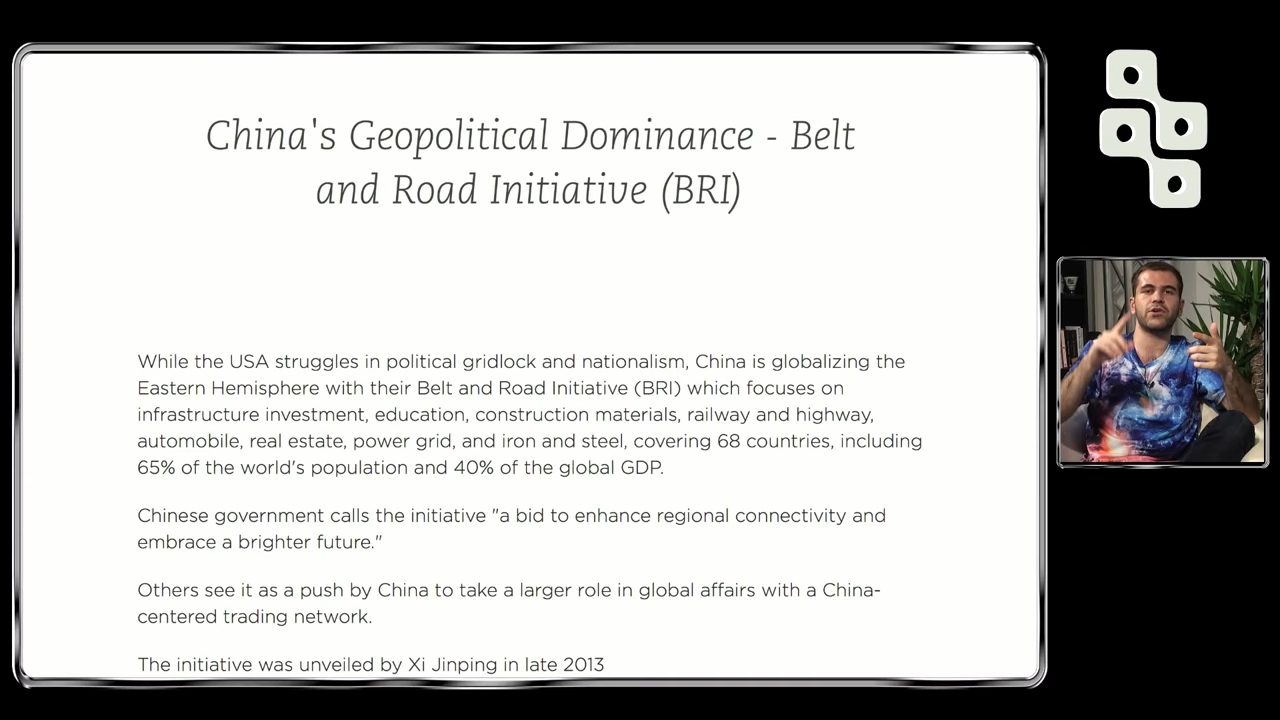 China's Geopolitical Dominance - Belt
and Road Initiative (BRI)
While the USA struggles in political gridlock and nationalism, China is globalizing the
Eastern Hemisphere with their Belt and Road Initiative (BRI) which focuses on
infrastructure investment, education, construction materials, railway and highway,
automobile, real estate, power grid, and iron and steel, covering 68 countries, including
65% of the world's population and 40% of the global GDP.
Chinese government calls the initiative "a bid to enhance regional connectivity and
embrace a brighter future."
Others see it as a push by China to take a larger role in global affairs with a China-
centered trading network.
The initiative was unveiled by Xi Jinping in late 2013